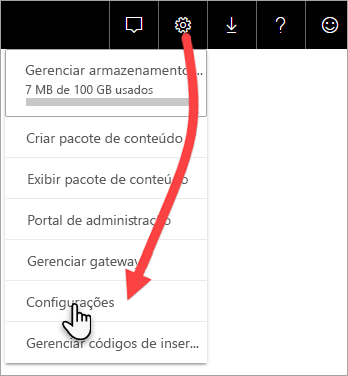 Gerenciar armazenamento...
7 MB de 100 GB usados
Criar pacote de conteúdo
Exibir pacote de conteúdo
Portal de administração
Gerenciar gateway
Configurações
Gerenciar códigos de inser...